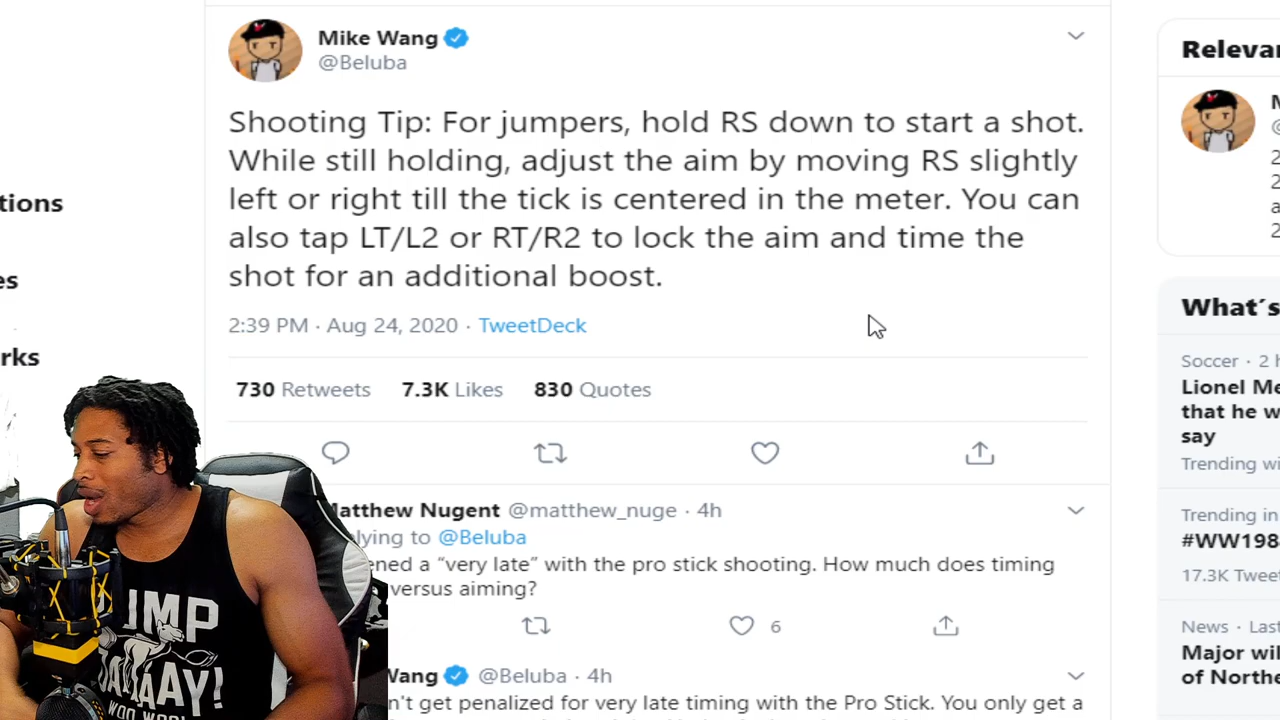 Mike Wang
@Beluba
Shooting Tip: For jumpers, hold RS down to start a shot.
While still holding, adjust the aim by moving RS slightly
left or right till the tick is centered in the meter. You can
also tap LT/L2 or RT/R2 to lock the aim and time the
shot for an additional boost.
2:39 PM · Aug 24, 2020 · TweetDeck
730 Retweets 7.3K Likes 830 Quotes
Matthew Nugent @matthew_nuge · 4h
lying to @Beluba
ened a “very late” with the pro stick shooting. How much does timing
versus aiming?
6
Wang @Beluba · 4h
n't get penalized for very late timing with the Pro Stick. You only get a
tions
es
rks
Releva
What's
Soccer · 2
Lionel Me
that he w
say
Trending wi
Trending in
#WW198
17.3K Twee
News · Las
Major wil
of Northe